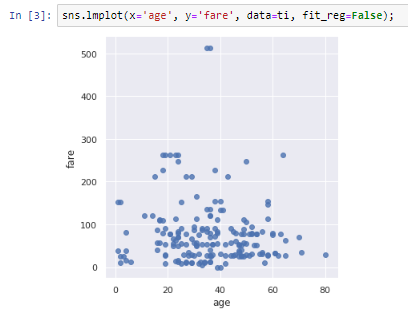 In [3]: sns.lmplot(x='age', y='fare', data=ti, fit_reg=False);
500
400
300
200
100
0
fare
0 20 40 60 80
age